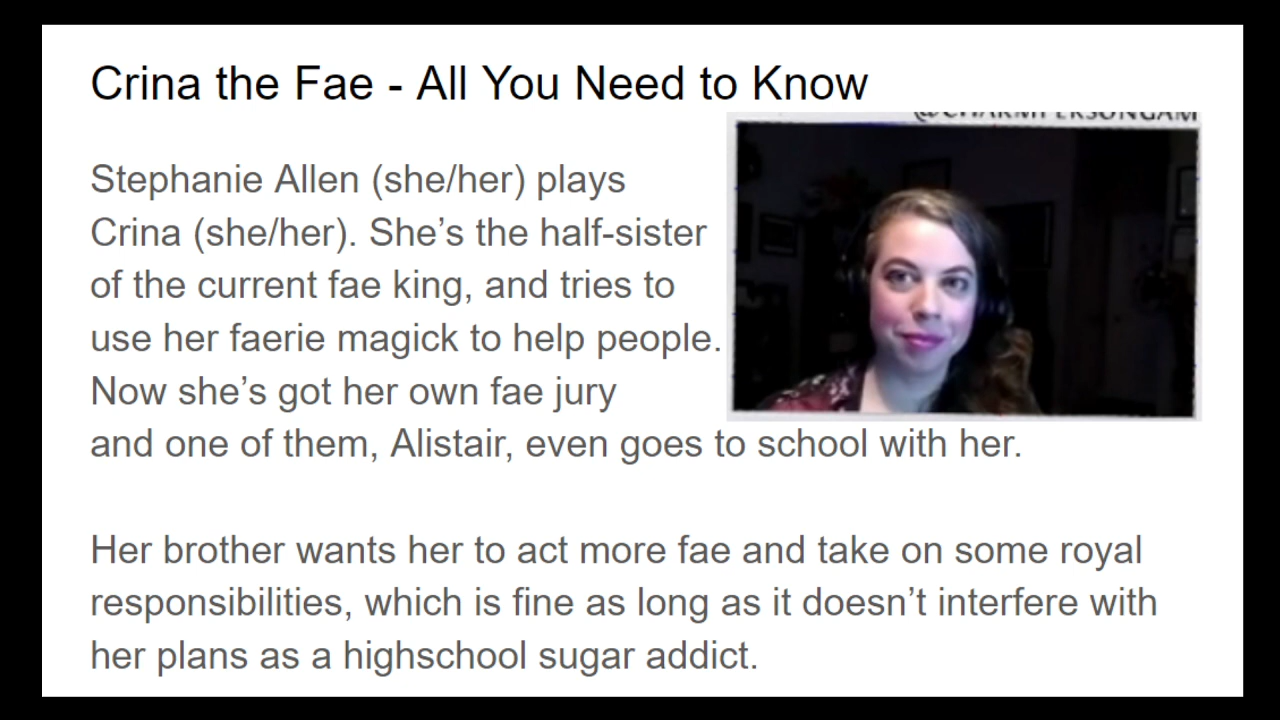 Crina the Fae - All You Need to Know
Stephanie Allen (she/her) plays
Crina (she/her). She’s the half-sister
of the current fae king, and tries to
use her faerie magick to help people.
Now she’s got her own fae jury
and one of them, Alistair, even goes to school with her.
Her brother wants her to act more fae and take on some royal
responsibilities, which is fine as long as it doesn’t interfere with
her plans as a highschool sugar addict.